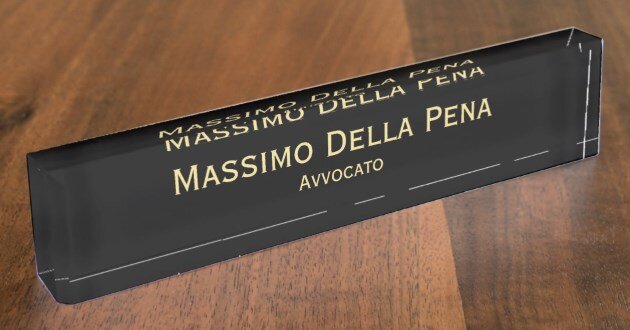 Massimo Della Pena
Avvocato